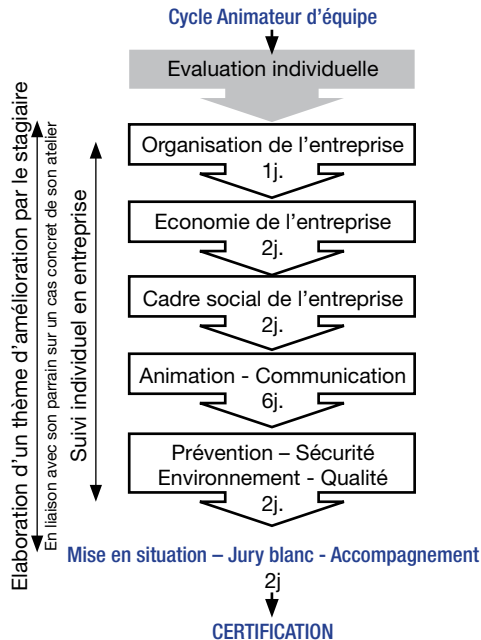 Cycle Animateur d’équipe
Evaluation individuelle
Elaboration d’un thème d’amélioration par le stagiaire
En liaison avec son parrain sur un cas concret de son atelier
Suivi individuel en entreprise
Organisation de l’entreprise
1j.
Economie de l’entreprise
2j.
Cadre social de l’entreprise
2j.
Animation - Communication
6j.
Prévention – Sécurité
Environnement - Qualité
2j.
Mise en situation – Jury blanc - Accompagnement
2j
CERTIFICATION